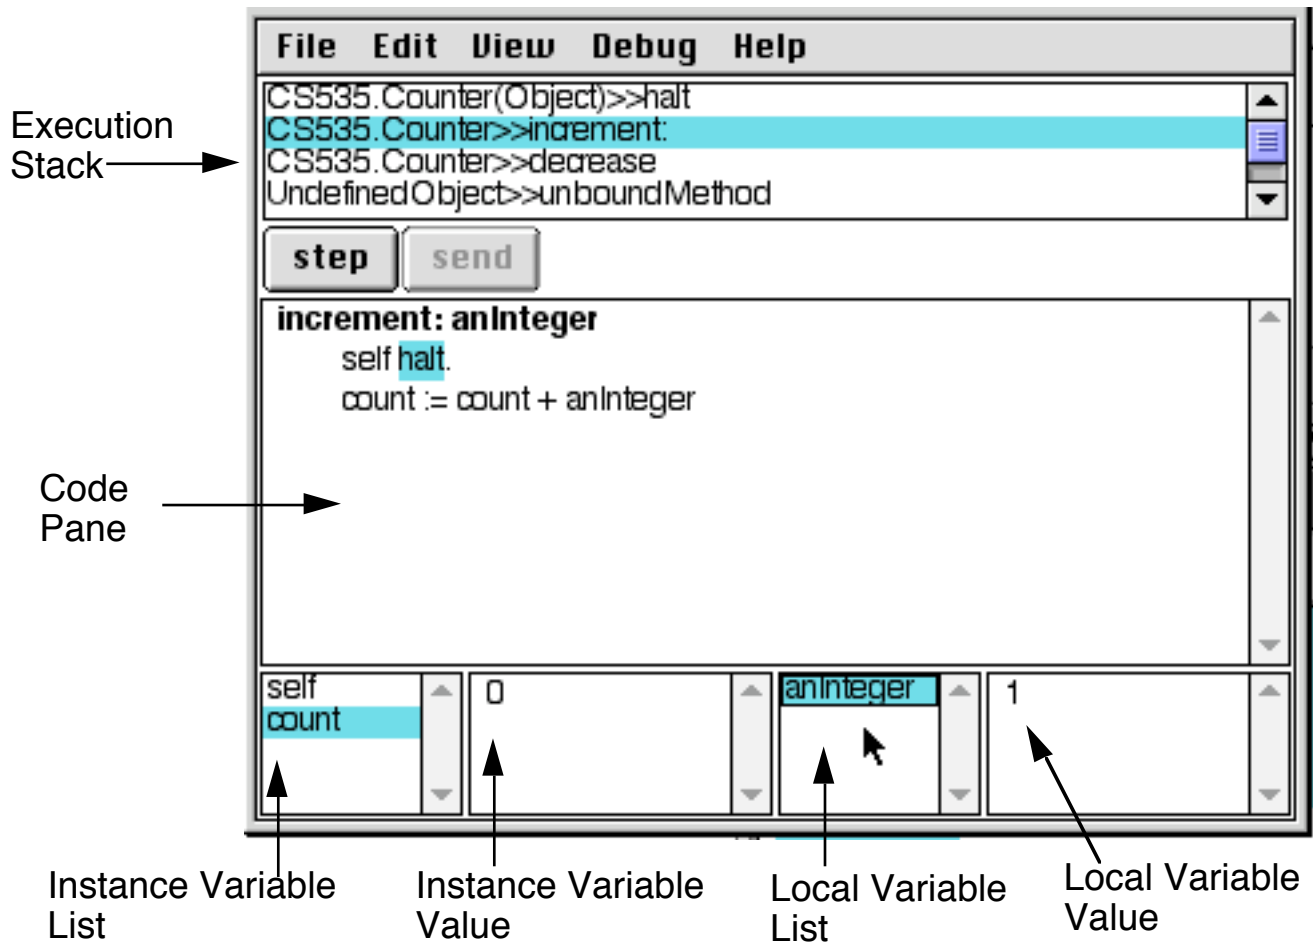 File Edit View Debug Help
CS535.Counter(Object)>>halt
Execution
Stack
CS535.Counter>>increment:
CS535.Counter>>decrease
UndefinedObject>>unboundMethod
step send
increment: anInteger
self halt.
count := count + anInteger
Code
Pane
self
count
0
anInteger
1
Instance Variable
List
Instance Variable
Value
Local Variable
List
Local Variable
Value